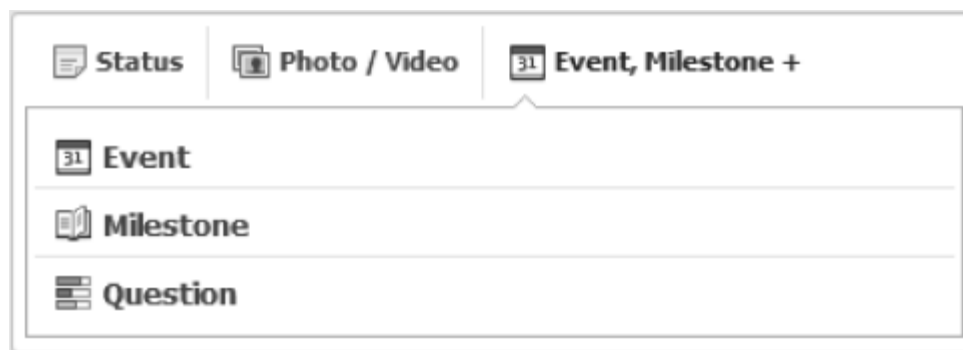 Status Photo / Video 31 Event, Milestone +
31 Event
Milestone
Question